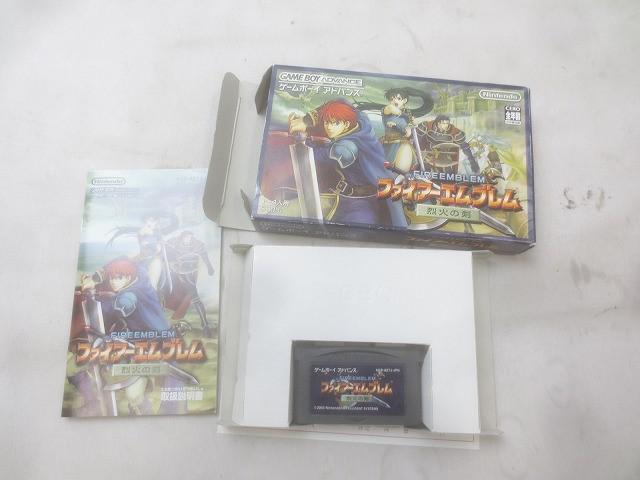 GAME BOY ADVANCE
ゲームボーイ アドバンス
Nintendo
CERO
全年齢
FIRE EMBLEM
ファイアーエムブレム
烈火の剣
Nintendo
FIRE EMBLEM
ファイアーエムブレム
烈火の剣
取扱説明書
ゲームボーイ アドバンス
FIRE EMBLEM
ファイアーエムブレム
烈火の剣